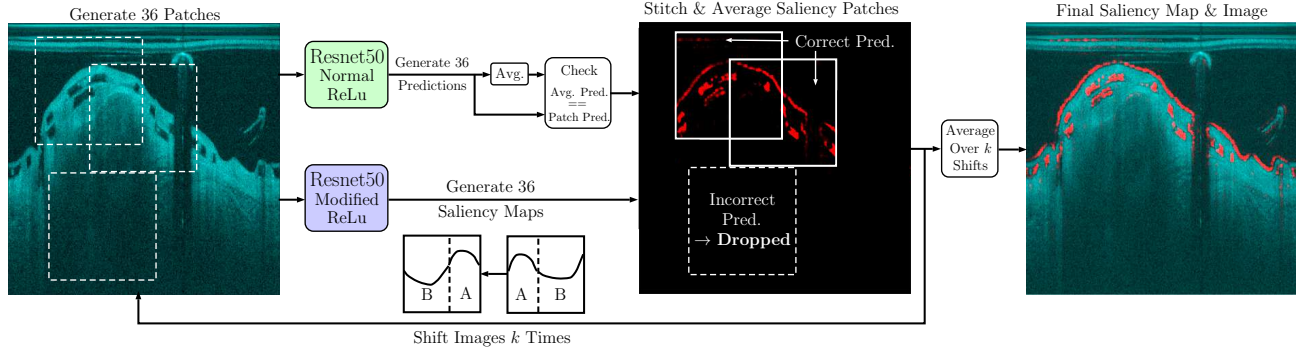 Generate 36 Patches
Resnet50
Normal
ReLu
Generate 36
Predictions
Avg.
Check
Avg. Pred.
==
Patch Pred.
Resnet50
Modified
ReLu
Generate 36
Saliency Maps
B
A
A
B
Shift Images k Times
Stitch & Average Saliency Patches
Correct Pred.
Incorrect
Pred.
→ Dropped
Average
Over k
Shifts
Final Saliency Map & Image